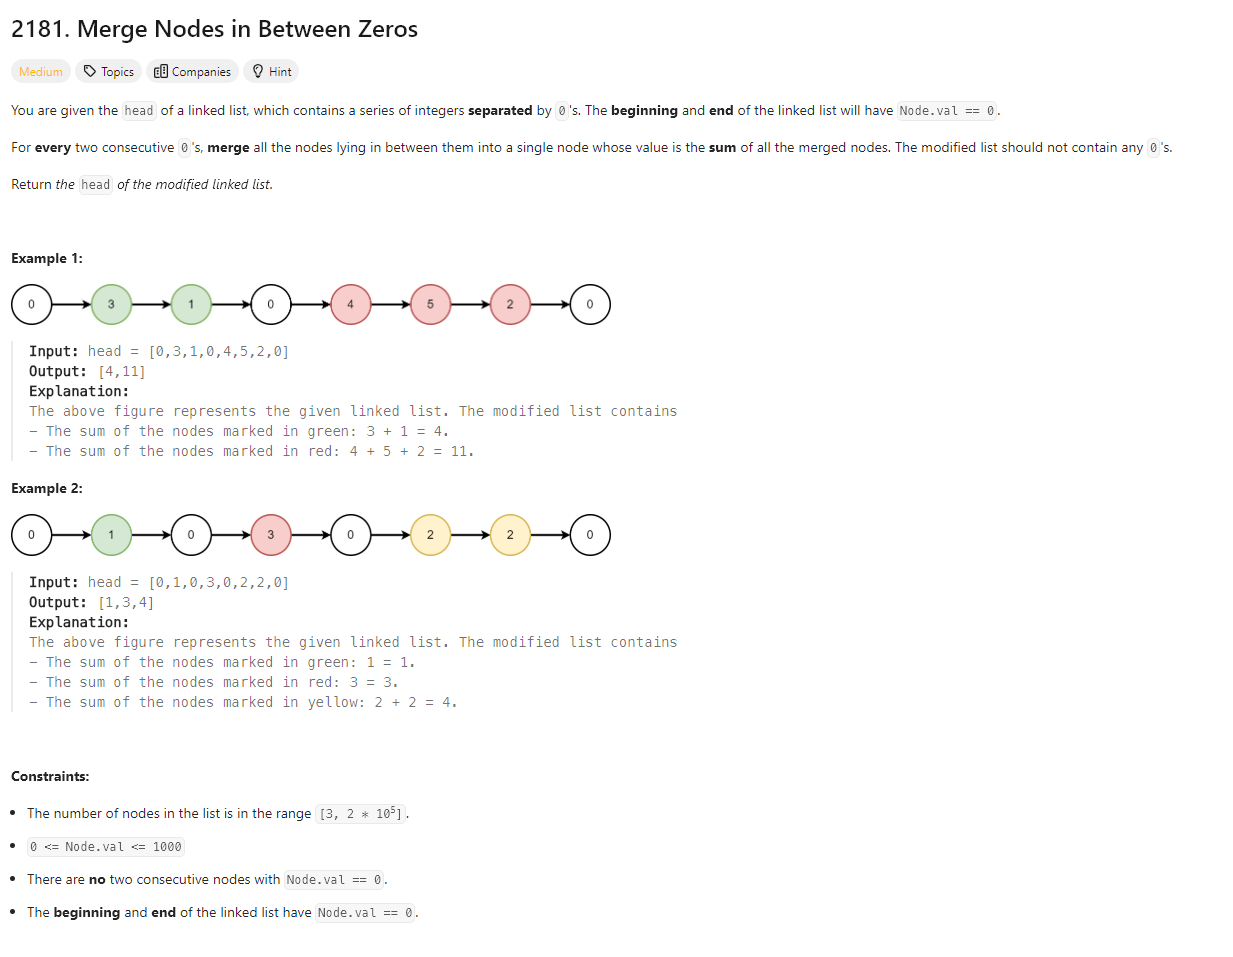 2181. Merge Nodes in Between Zeros
Medium Topics Companies Hint
You are given the head of a linked list, which contains a series of integers separated by 0's. The beginning and end of the linked list will have Node.val == 0.
For every two consecutive 0's, merge all the nodes lying in between them into a single node whose value is the sum of all the merged nodes. The modified list should not contain any 0's.
Return the head of the modified linked list.
Example 1:
0 3 1 0 4 5 2 0
Input: head = [0,3,1,0,4,5,2,0]
Output: [4,11]
Explanation:
The above figure represents the given linked list. The modified list contains
- The sum of the nodes marked in green: 3 + 1 = 4.
- The sum of the nodes marked in red: 4 + 5 + 2 = 11.
Example 2:
0 1 0 3 0 2 2 0
Input: head = [0,1,0,3,0,2,2,0]
Output: [1,3,4]
Explanation:
The above figure represents the given linked list. The modified list contains
- The sum of the nodes marked in green: 1 = 1.
- The sum of the nodes marked in red: 3 = 3.
- The sum of the nodes marked in yellow: 2 + 2 = 4.
Constraints:
• The number of nodes in the list is in the range [3, 2 * 10⁵].
• 0 <= Node.val <= 1000
• There are no two consecutive nodes with Node.val == 0.
• The beginning and end of the linked list have Node.val == 0.